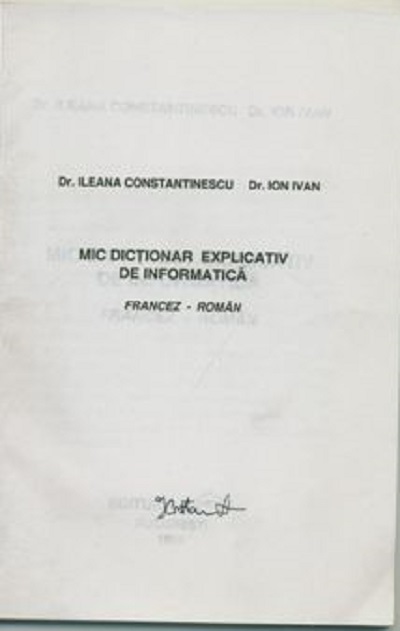 Dr. ILEANA CONSTANTINESCU Dr. ION IVAN
MIC DICȚIONAR EXPLICATIV
DE INFORMATICĂ
FRANCEZ - ROMÂN